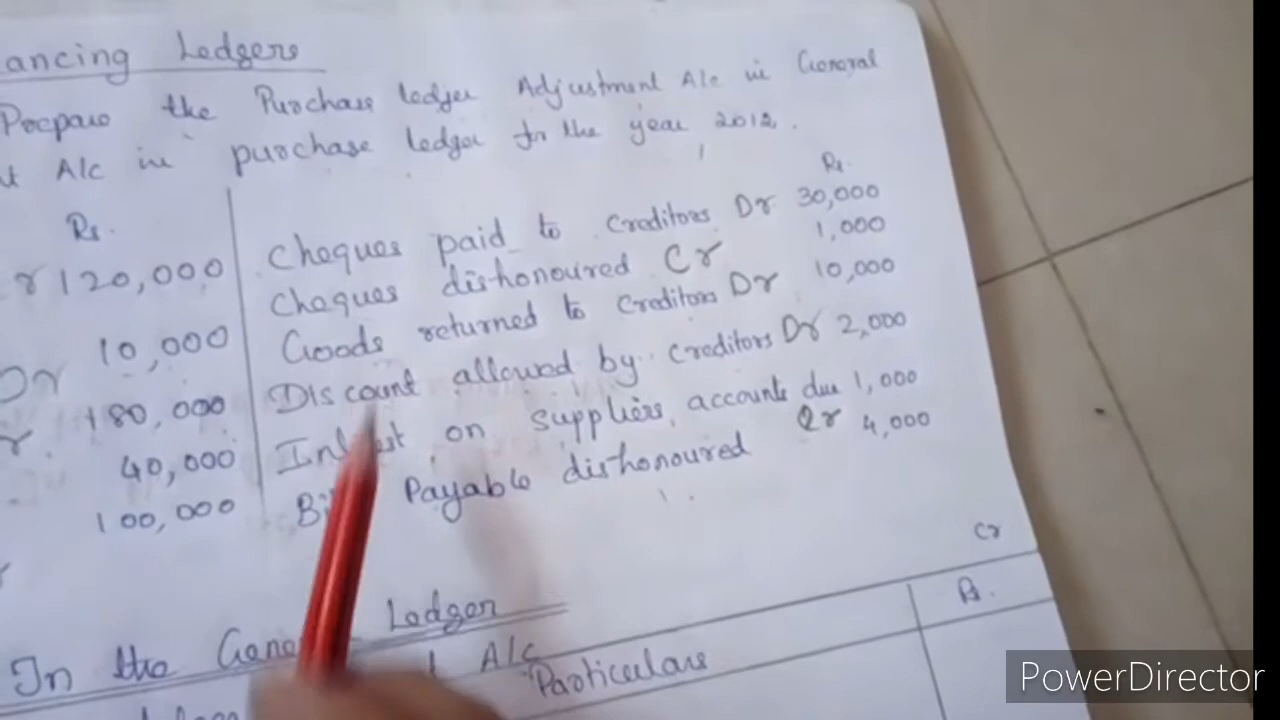 ancing Ledgers
Prepare the Purchase ledger Adjustment A/c in General
t A/c in purchase ledger for the year 2012.
Rs.
Rs.
r 120,000
10,000
Dr 180,000
r. 40,000
100,000
Cheques paid to creditors Dr 30,000
Cheques dishonoured Cr 1,000
Goods returned to creditors Dr 10,000
Discount allowed by creditors Dr 2,000
on suppliers accounts due 1,000
Payable dishonoured Cr 4,000
Cr
In the Ledger
A/c
Particulars
Rs.
PowerDirector